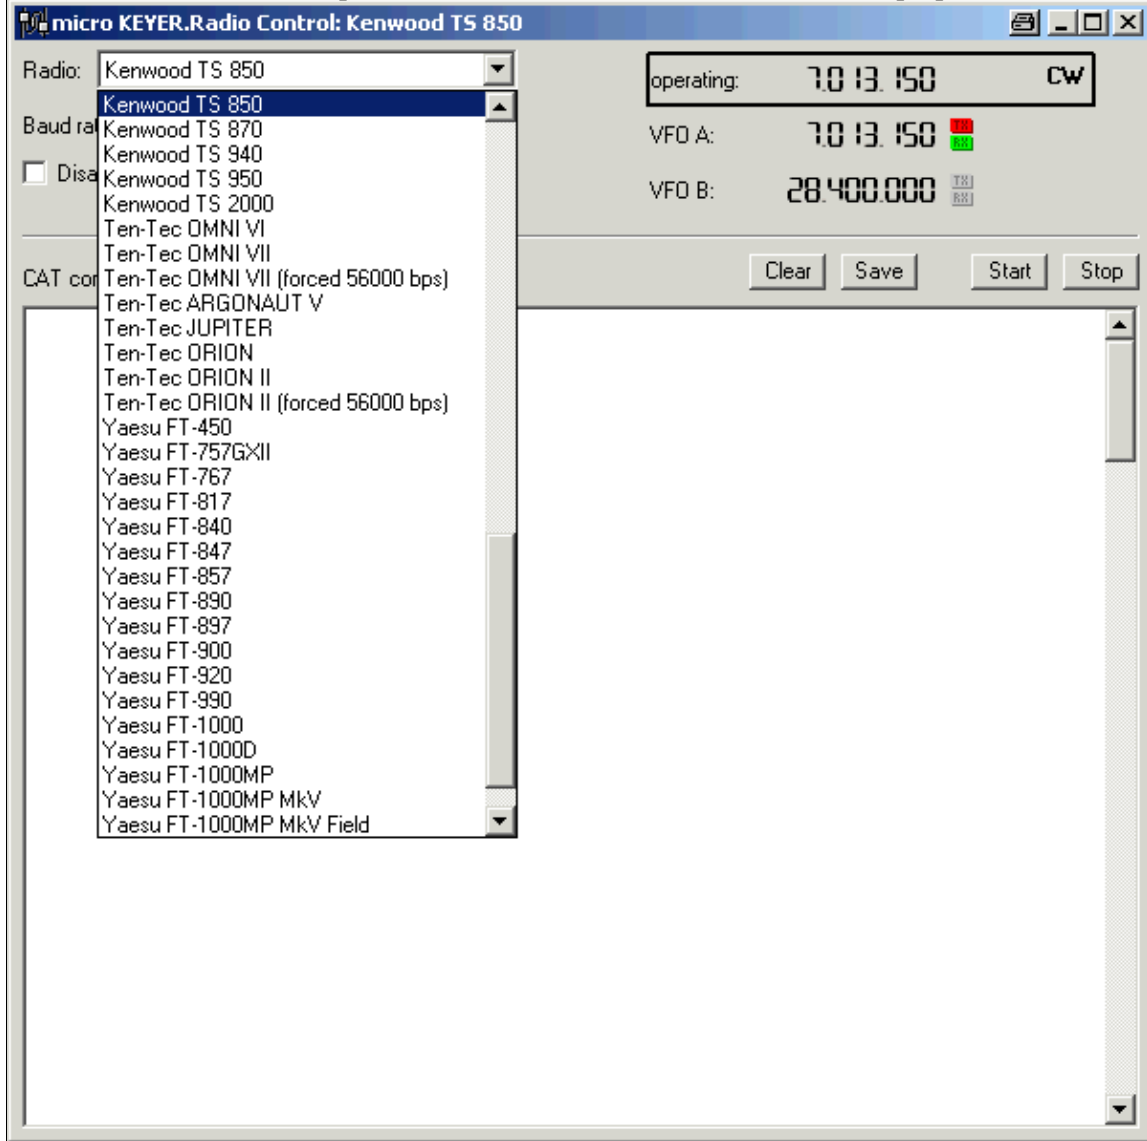 micro KEYER.Radio Control: Kenwood TS 850
Radio: Kenwood TS 850
operating: 7.013.150 CW
VFO A: 7.013.150 TX RX
VFO B: 28.400.000 TX RX
Baud ra
Disa
CAT co
Clear Save Start Stop
Kenwood TS 850
Kenwood TS 870
Kenwood TS 940
Kenwood TS 950
Kenwood TS 2000
Ten-Tec OMNI VI
Ten-Tec OMNI VII
Ten-Tec OMNI VII (forced 56000 bps)
Ten-Tec ARGONAUT V
Ten-Tec JUPITER
Ten-Tec ORION
Ten-Tec ORION II
Ten-Tec ORION II (forced 56000 bps)
Yaesu FT-450
Yaesu FT-757GXII
Yaesu FT-767
Yaesu FT-817
Yaesu FT-840
Yaesu FT-847
Yaesu FT-857
Yaesu FT-890
Yaesu FT-897
Yaesu FT-900
Yaesu FT-920
Yaesu FT-990
Yaesu FT-1000
Yaesu FT-1000D
Yaesu FT-1000MP
Yaesu FT-1000MP MkV
Yaesu FT-1000MP MkV Field